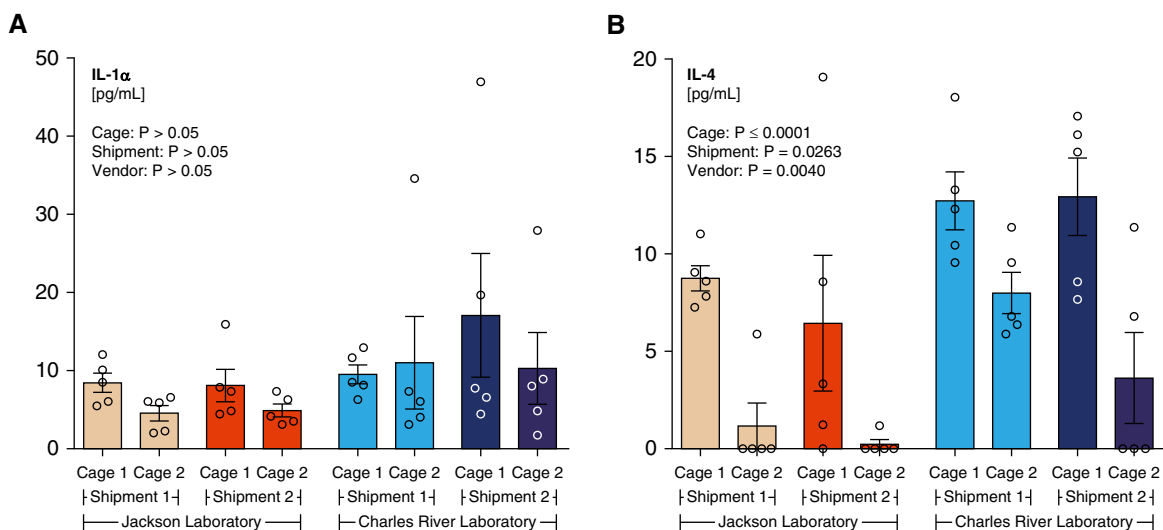 A
50
40
30
20
10
0
IL-1α
[pg/mL]
Cage: P > 0.05
Shipment: P > 0.05
Vendor: P > 0.05
Cage 1 Cage 2 Cage 1 Cage 2 Cage 1 Cage 2 Cage 1 Cage 2
Shipment 1 Shipment 2 Shipment 1 Shipment 2
Jackson Laboratory Charles River Laboratory
B
20
15
10
5
0
IL-4
[pg/mL]
Cage: P ≤ 0.0001
Shipment: P = 0.0263
Vendor: P = 0.0040
Cage 1 Cage 2 Cage 1 Cage 2 Cage 1 Cage 2 Cage 1 Cage 2
Shipment 1 Shipment 2 Shipment 1 Shipment 2
Jackson Laboratory Charles River Laboratory